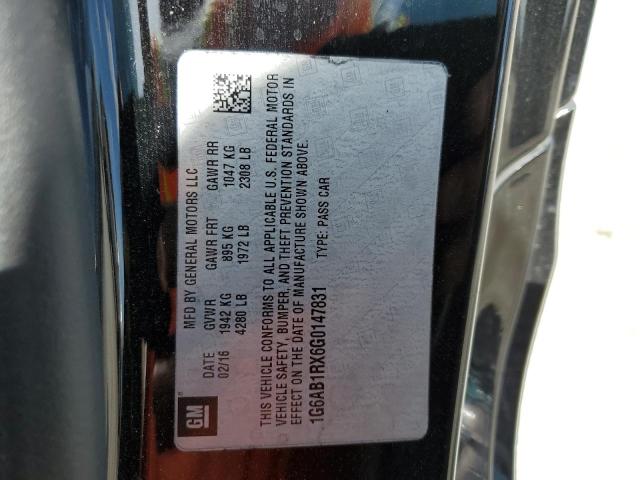 GM
MFD BY GENERAL MOTORS LLC
DATE GVWR GAWR FRT GAWR RR
02/16 1942 KG 895 KG 1047 KG
4280 LB 1972 LB 2308 LB
THIS VEHICLE CONFORMS TO ALL APPLICABLE U.S. FEDERAL MOTOR
VEHICLE SAFETY, BUMPER, AND THEFT PREVENTION STANDARDS IN
EFFECT ON THE DATE OF MANUFACTURE SHOWN ABOVE.
1G6AB1RX6G0147831 TYPE: PASS CAR